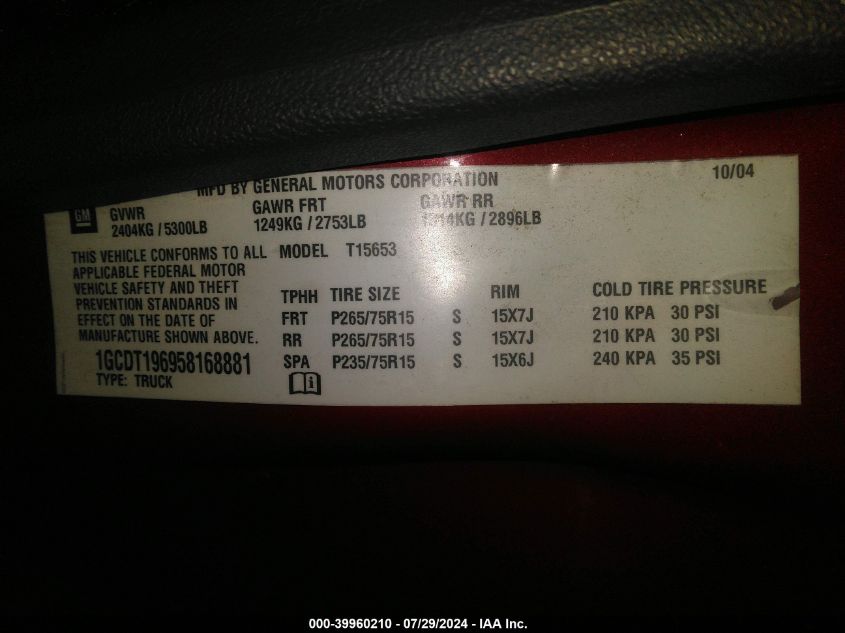 MFD BY GENERAL MOTORS CORPORATION 10/04
GM GVWR GAWR FRT GAWR RR
2404KG / 5300LB 1249KG / 2753LB / 2896LB
THIS VEHICLE CONFORMS TO ALL MODEL T15653
APPLICABLE FEDERAL MOTOR
VEHICLE SAFETY AND THEFT
PREVENTION STANDARDS IN
EFFECT ON THE DATE OF
MANUFACTURE SHOWN ABOVE.
1GCDT196958168881
TYPE: TRUCK
TPHH TIRE SIZE RIM COLD TIRE PRESSURE
FRT P265/75R15 S 15X7J 210 KPA 30 PSI
RR P265/75R15 S 15X7J 210 KPA 30 PSI
SPA P235/75R15 S 15X6J 240 KPA 35 PSI
000-39960210 - 07/29/2024 - IAA Inc.